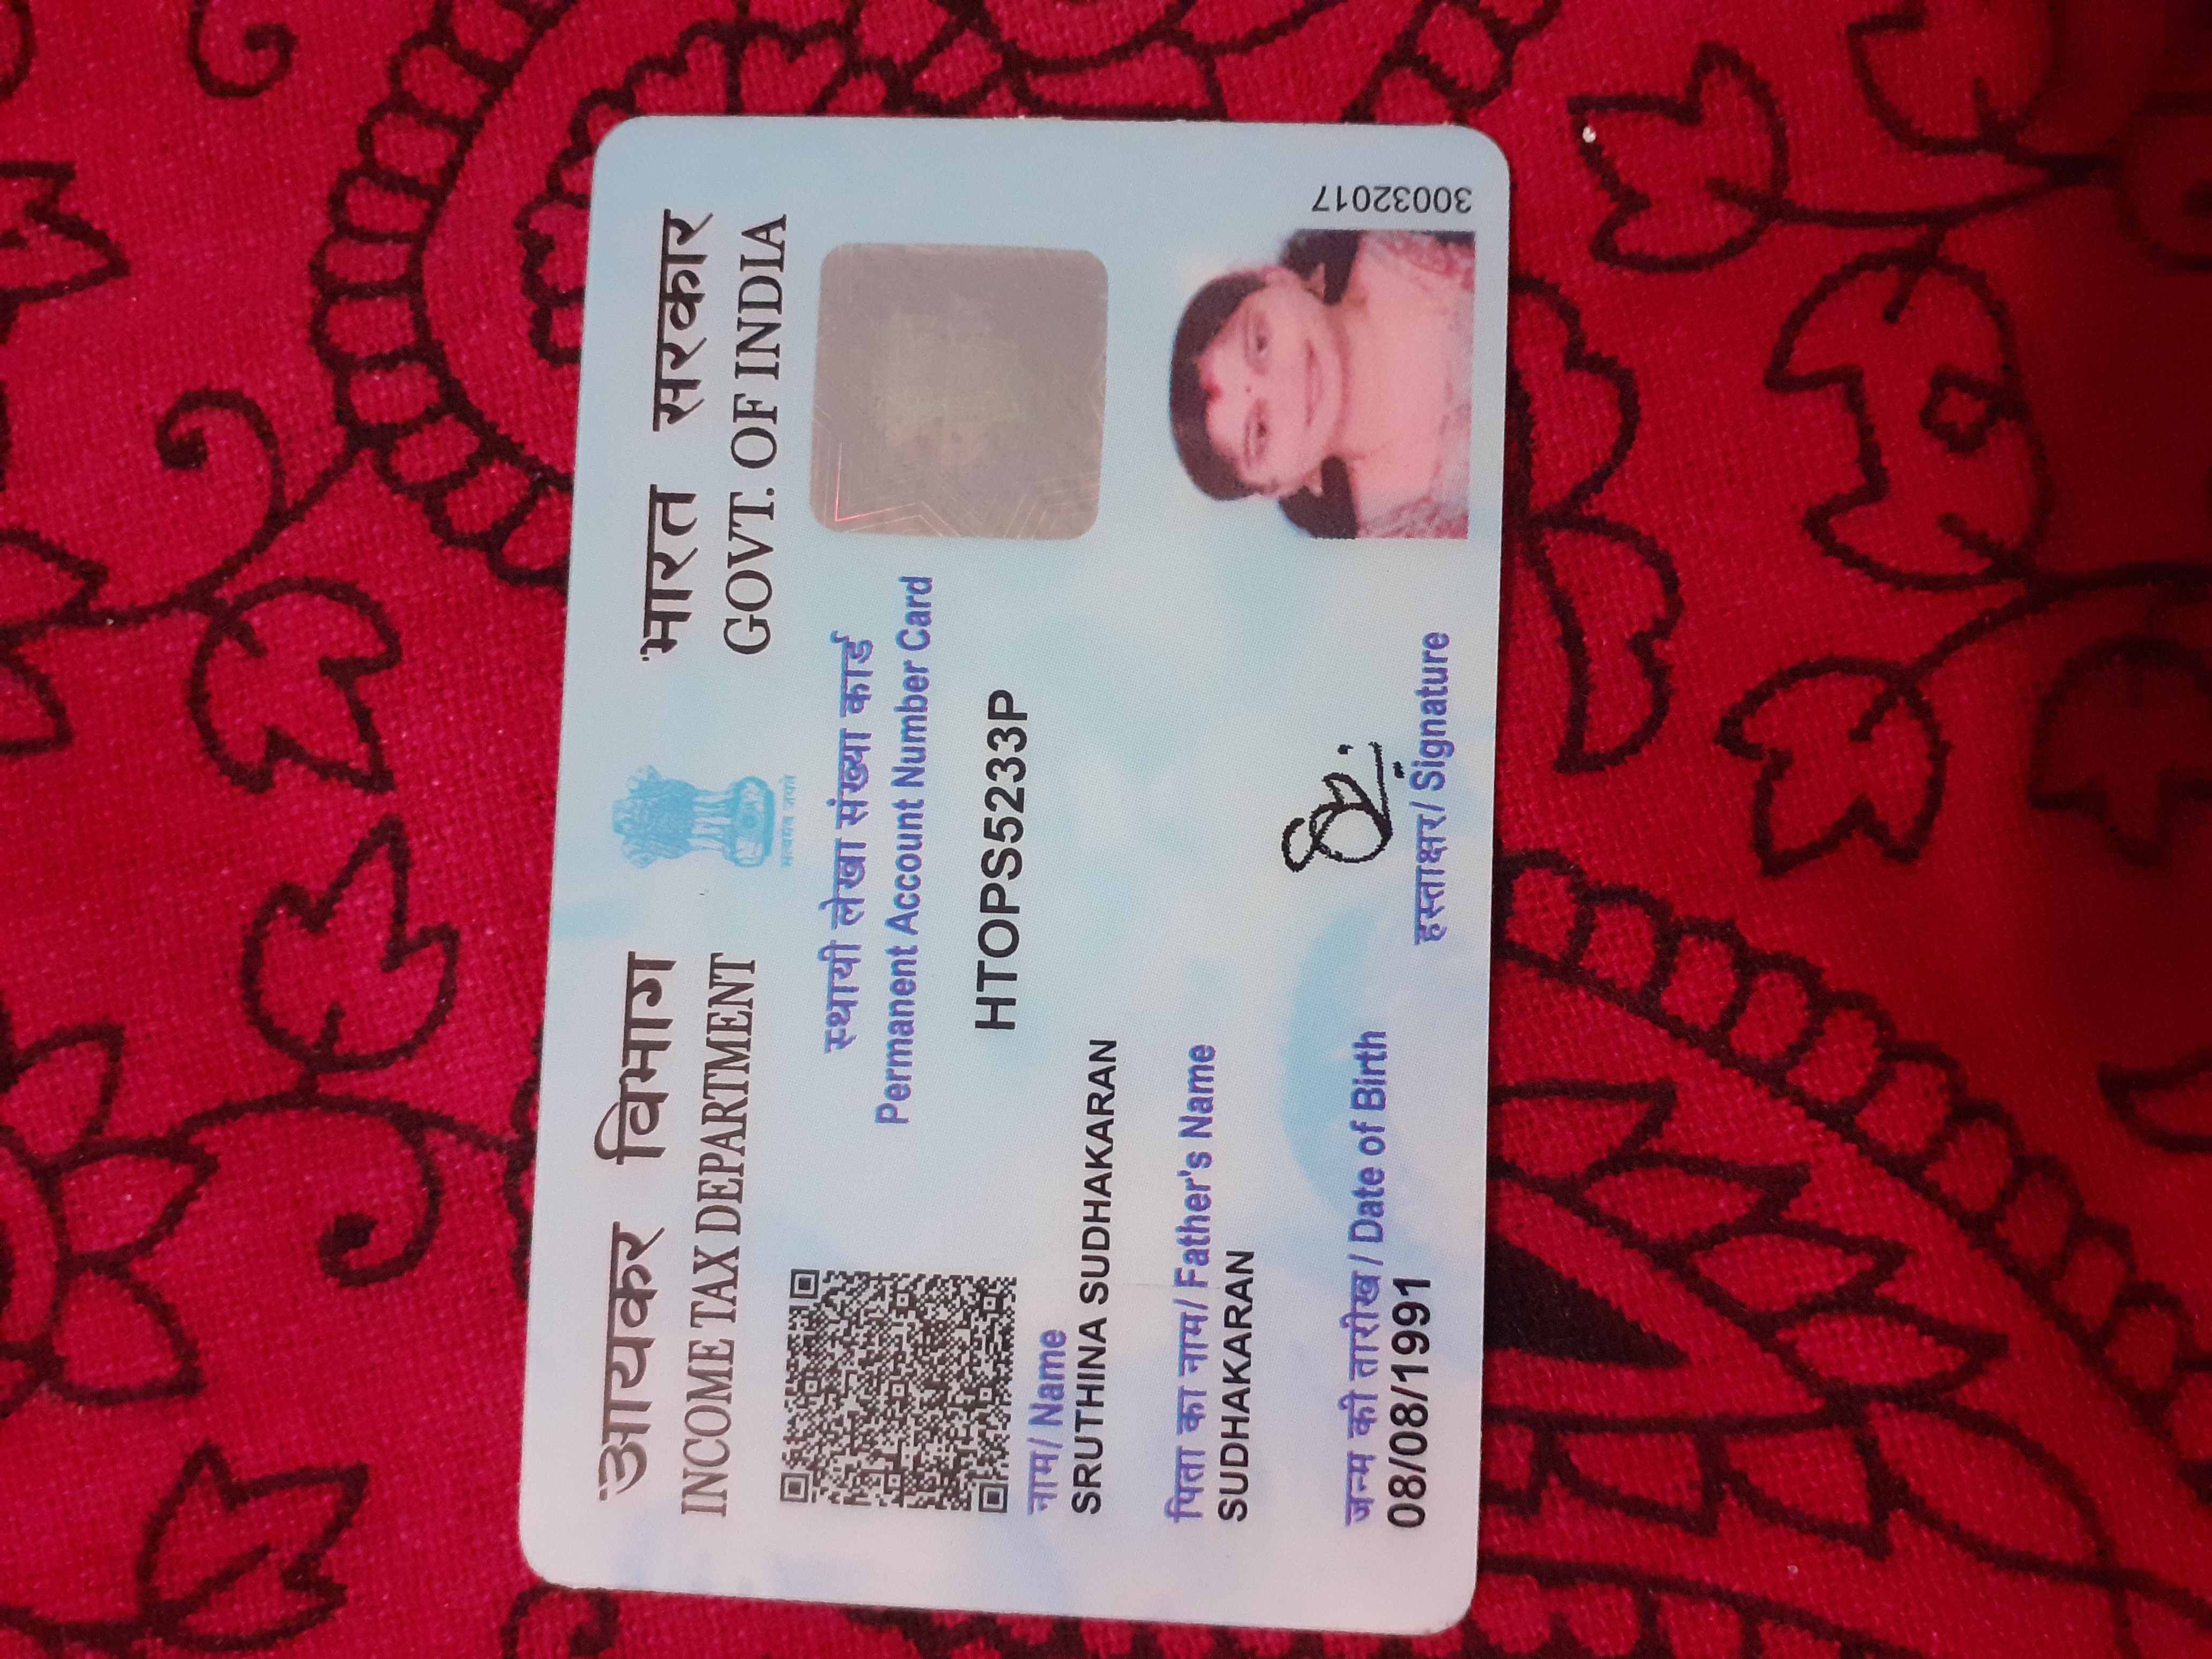 आयकर विभाग
INCOME TAX DEPARTMENT
सत्यमेव जयते
भारत सरकार
GOVT. OF INDIA
स्थायी लेखा संख्या कार्ड
Permanent Account Number Card
HTOPS5233P
नाम / Name
SRUTHINA SUDHAKARAN
पिता का नाम / Father's Name
SUDHAKARAN
जन्म की तारीख / Date of Birth
08/08/1991
हस्ताक्षर / Signature
30032017